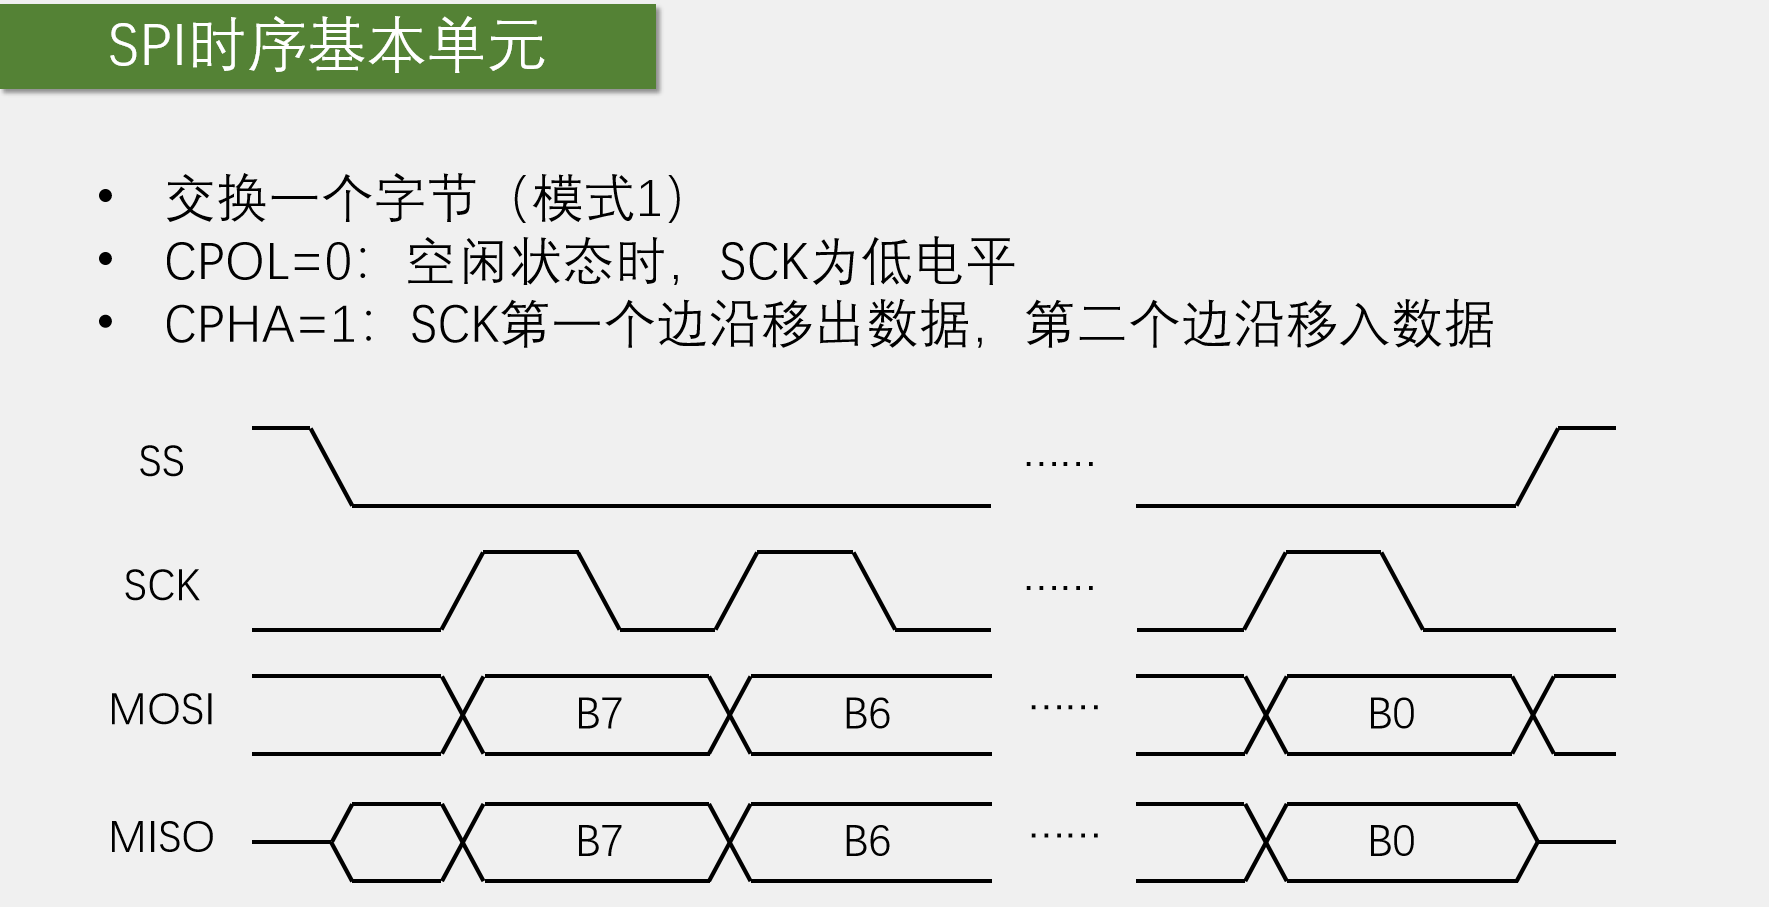 SPI时序基本单元
• 交换一个字节（模式1）
• CPOL=0：空闲状态时，SCK为低电平
• CPHA=1：SCK第一个边沿移出数据，第二个边沿移入数据
SS ……
SCK ……
MOSI B7 B6 …… B0
MISO B7 B6 …… B0